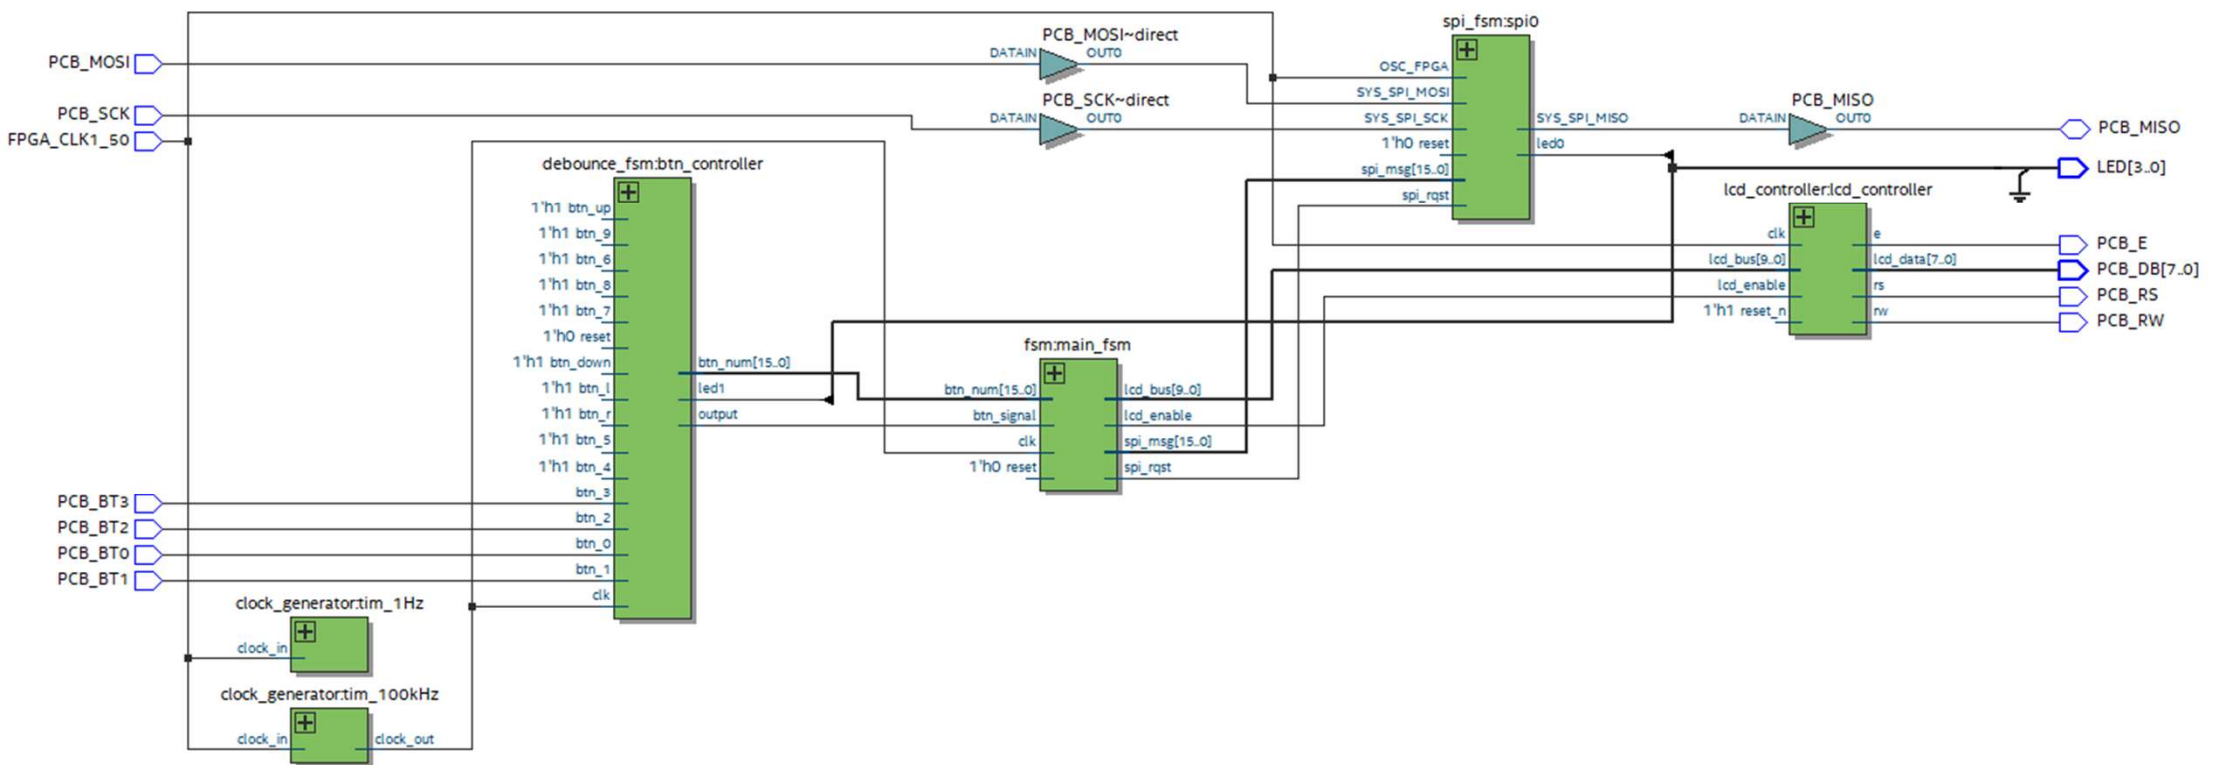 spi_fsm:spi0
PCB_MOSI
DATAIN
PCB_MOSI~direct
OUT0
OSC_FPGA
SYS_SPI_MOSI
PCB_SCK
DATAIN
PCB_SCK~direct
OUT0
SYS_SPI_SCK
SYS_SPI_MISO
DATAIN
PCB_MISO
OUT0
PCB_MISO
FPGA_CLK1_50
1'h0 reset
led0
spi_msg[15..0]
LED[3..0]
spi_rqst
debounce_fsm:btn_controller
lcd_controller:lcd_controller
1'h1 btn_up
1'h1 btn_9
clk
e
PCB_E
1'h1 btn_6
lcd_bus[9..0]
lcd_data[7..0]
PCB_DB[7..0]
1'h1 btn_8
lcd_enable
rs
PCB_RS
1'h1 btn_7
1'h1 reset_n
rw
PCB_RW
1'h0 reset
fsm:main_fsm
1'h1 btn_down
btn_num[15..0]
1'h1 btn_l
led1
btn_num[15..0]
lcd_bus[9..0]
1'h1 btn_r
output
btn_signal
lcd_enable
1'h1 btn_5
clk
spi_msg[15..0]
1'h1 btn_4
1'h0 reset
spi_rqst
PCB_BT3
btn_3
PCB_BT2
btn_2
PCB_BT0
btn_0
PCB_BT1
btn_1
clk
clock_generator:tim_1Hz
clock_in
clock_generator:tim_100kHz
clock_in
clock_out